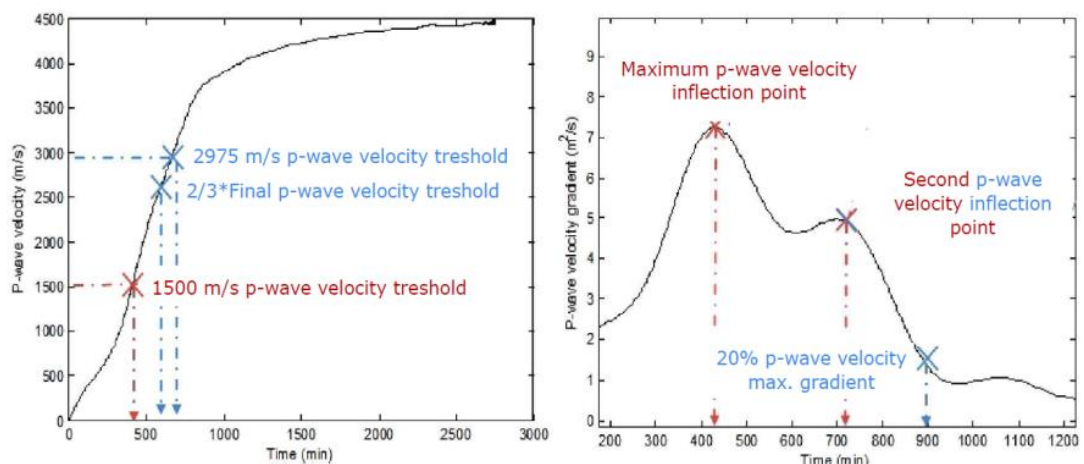 4500
4000
3500
3000
2500
2000
1500
1000
500
0
P-wave velocity (m/s)
2975 m/s p-wave velocity treshold
2/3*Final p-wave velocity treshold
1500 m/s p-wave velocity treshold
0 500 1000 1500 2000 2500 3000
Time (min)
9
8
7
6
5
4
3
2
1
0
P-wave velocity gradient (m²/s)
Maximum p-wave velocity
inflection point
Second p-wave
velocity inflection
point
20% p-wave velocity
max. gradient
200 300 400 500 600 700 800 900 1000 1100 1200
Time (min)